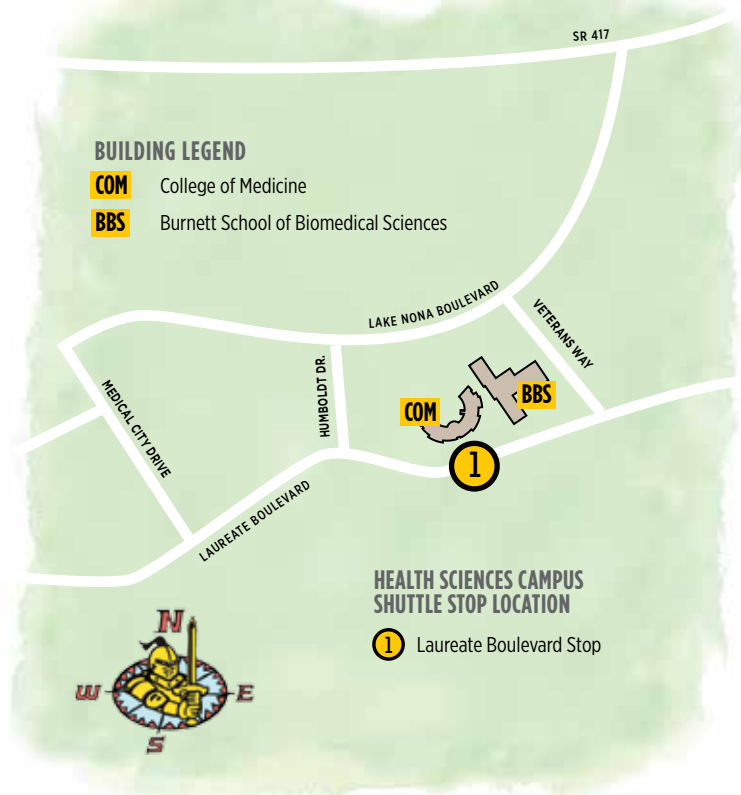 SR 417
BUILDING LEGEND
COM College of Medicine
BBS Burnett School of Biomedical Sciences
LAKE NONA BOULEVARD
VETERANS WAY
HUMBOLDT DR.
MEDICAL CITY DRIVE
COM
BBS
1
LAUREATE BOULEVARD
HEALTH SCIENCES CAMPUS
SHUTTLE STOP LOCATION
1 Laureate Boulevard Stop
N
W E
S